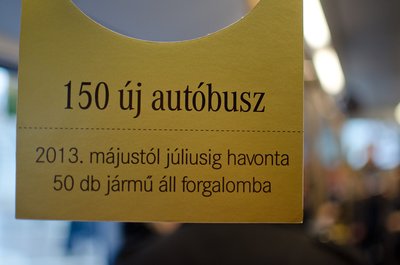 150 új autóbusz
2013. májustól júliusig havonta
50 db jármű áll forgalomba